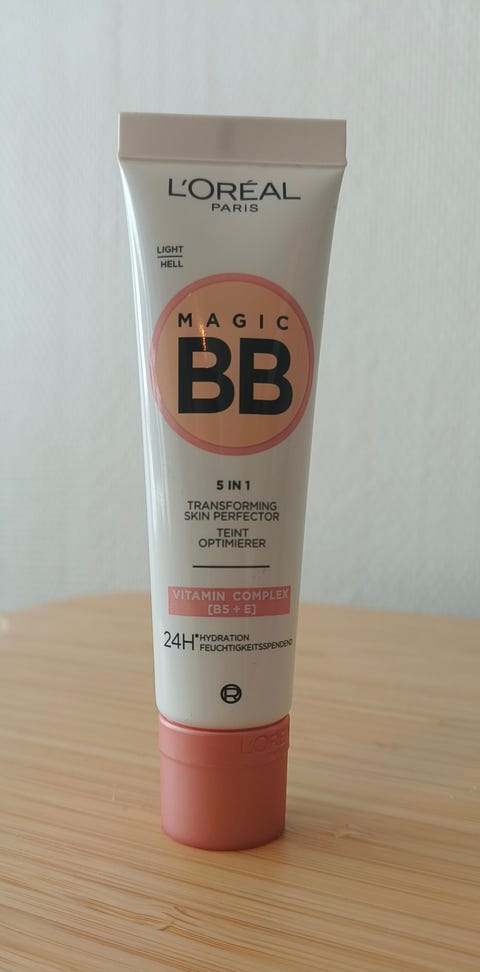 L'ORÉAL
PARIS
LIGHT
HELL
MAGIC
BB
5 IN 1
TRANSFORMING
SKIN PERFECTOR
TEINT
OPTIMIERER
VITAMIN COMPLEX
[B5 + E]
24H* HYDRATION
FEUCHTIGKEITSSPENDEND
L'ORÉ